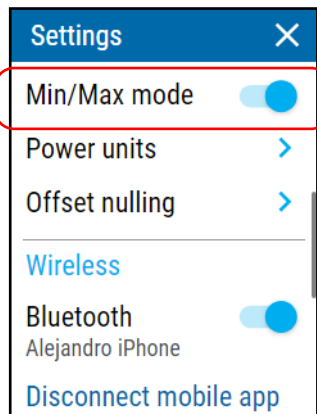 Settings
Min/Max mode
Power units
Offset nulling
Wireless
Bluetooth
Alejandro iPhone
Disconnect mobile app